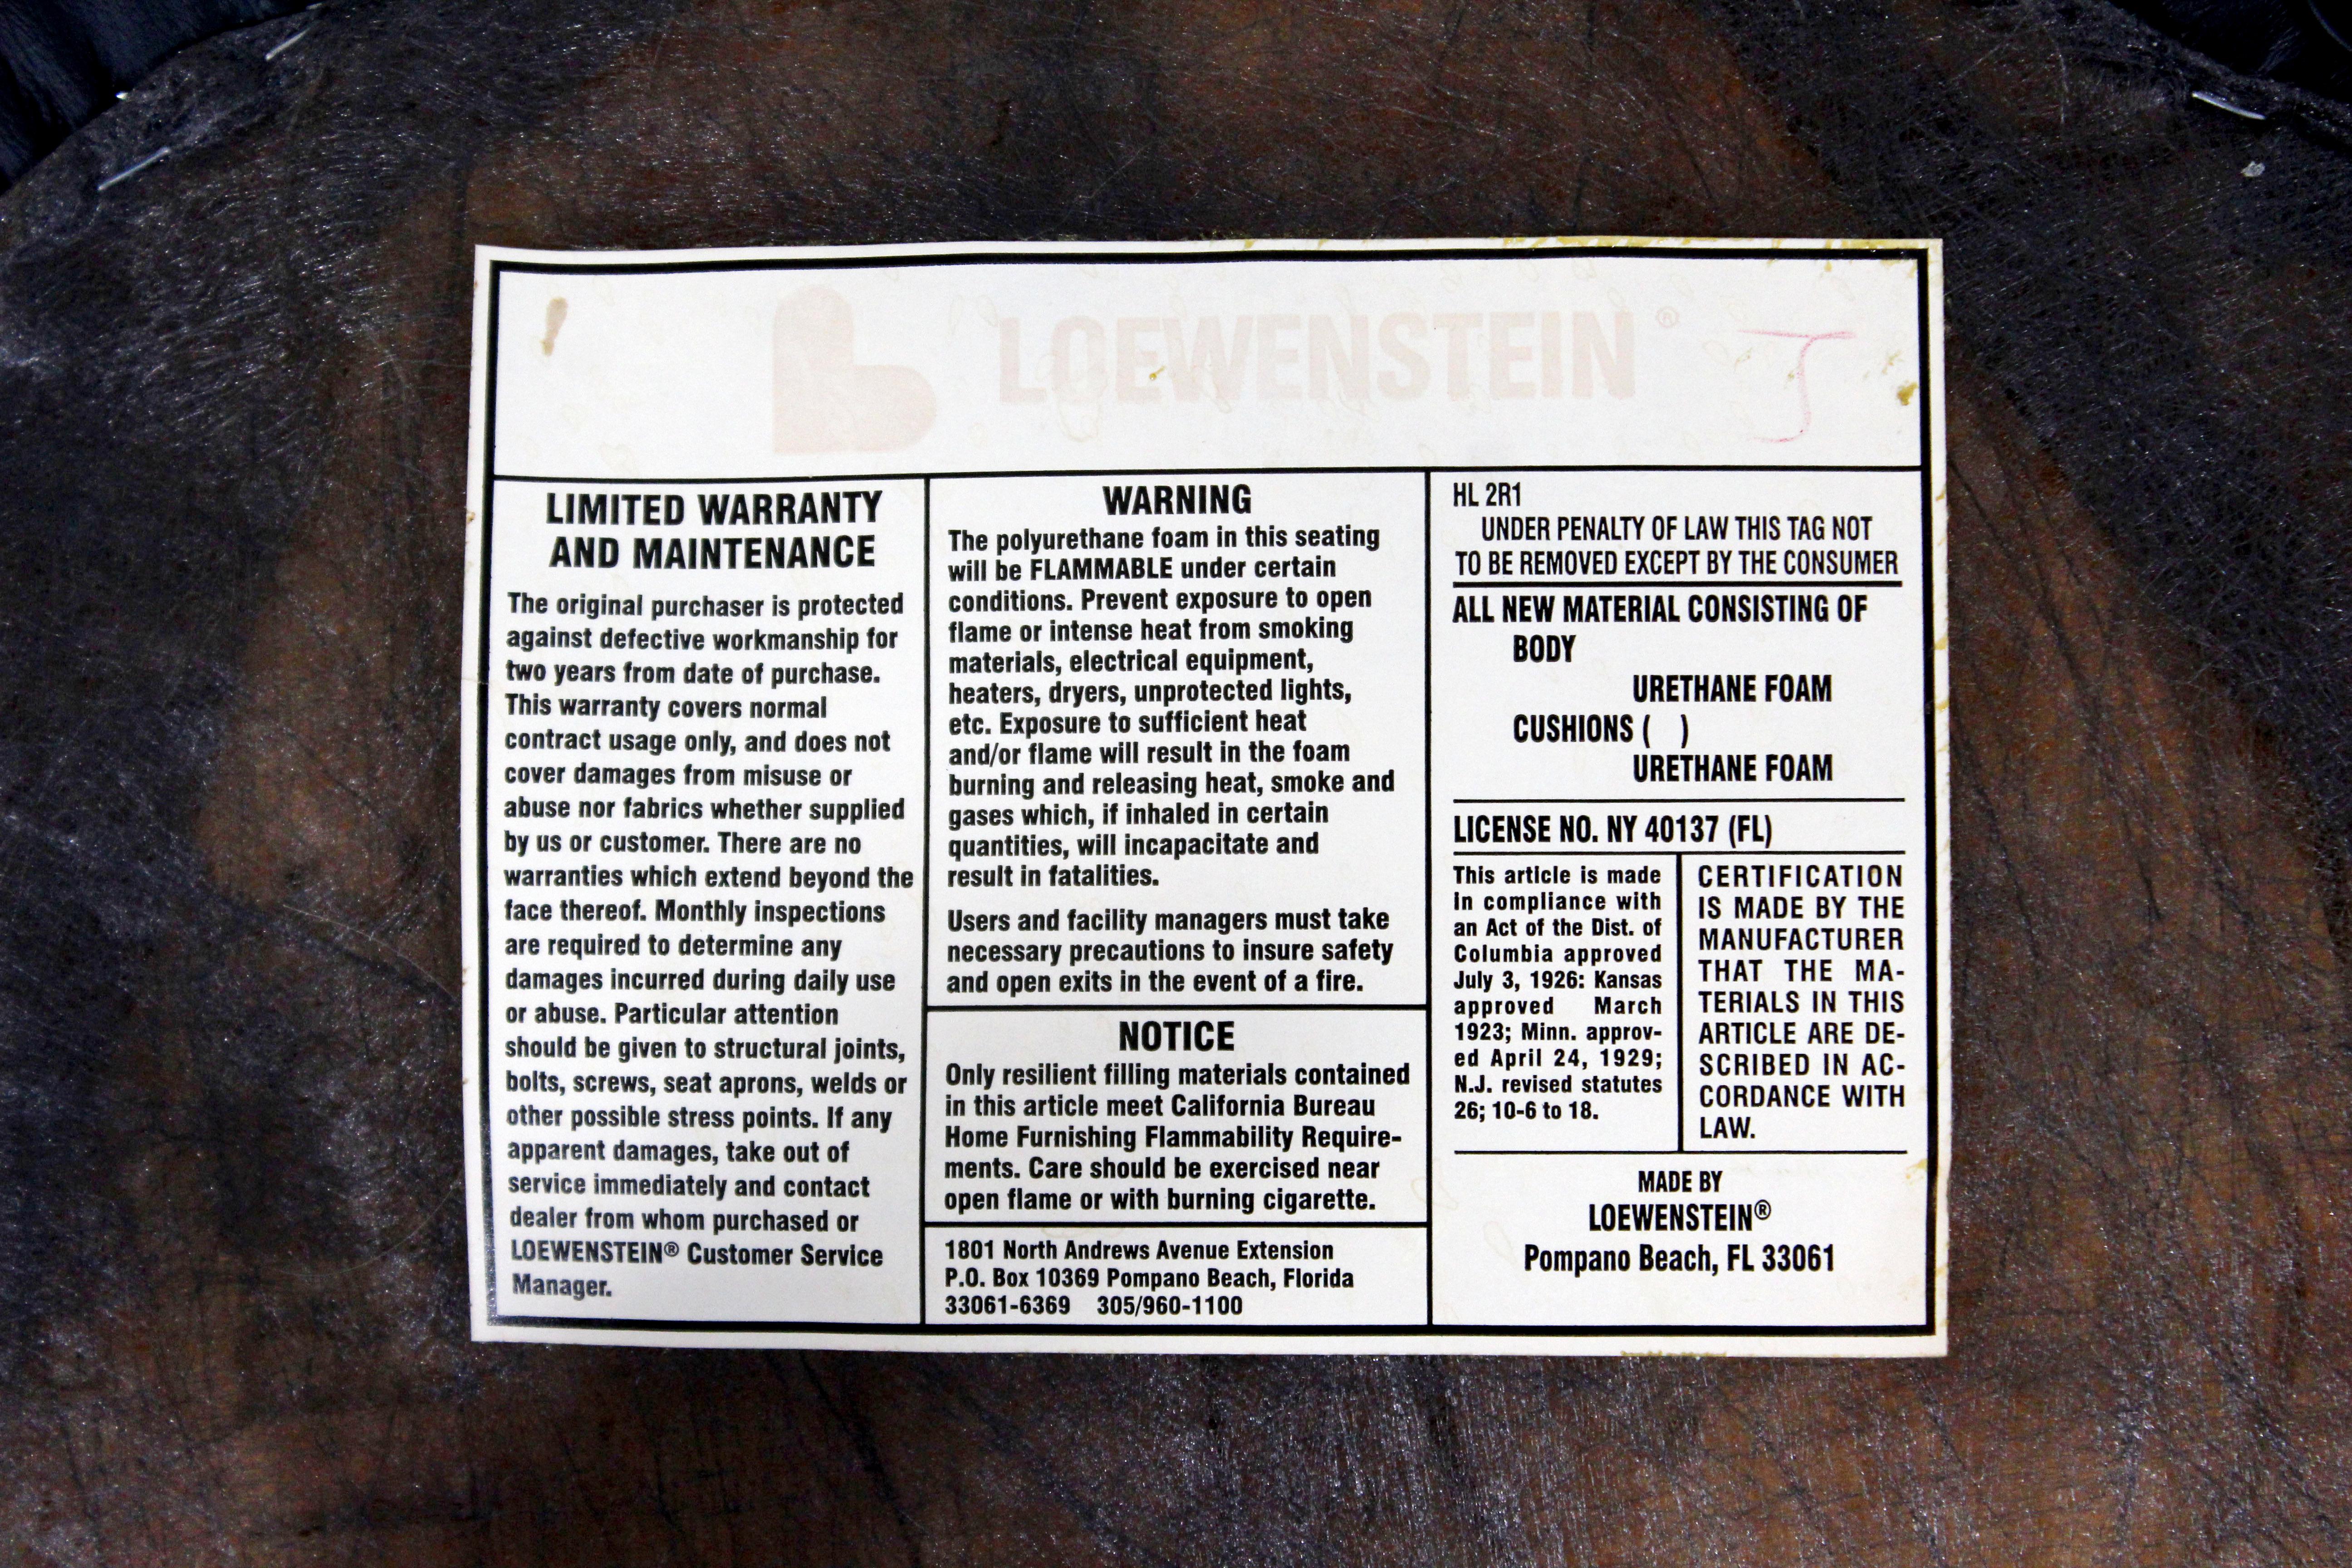 LOEWENSTEIN®
J
LIMITED WARRANTY
AND MAINTENANCE
The original purchaser is protected
against defective workmanship for
two years from date of purchase.
This warranty covers normal
contract usage only, and does not
cover damages from misuse or
abuse nor fabrics whether supplied
by us or customer. There are no
warranties which extend beyond the
face thereof. Monthly inspections
are required to determine any
damages incurred during daily use
or abuse. Particular attention
should be given to structural joints,
bolts, screws, seat aprons, welds or
other possible stress points. If any
apparent damages, take out of
service immediately and contact
dealer from whom purchased or
LOEWENSTEIN® Customer Service
Manager.
WARNING
The polyurethane foam in this seating
will be FLAMMABLE under certain
conditions. Prevent exposure to open
flame or intense heat from smoking
materials, electrical equipment,
heaters, dryers, unprotected lights,
etc. Exposure to sufficient heat
and/or flame will result in the foam
burning and releasing heat, smoke and
gases which, if inhaled in certain
quantities, will incapacitate and
result in fatalities.
Users and facility managers must take
necessary precautions to insure safety
and open exits in the event of a fire.
NOTICE
Only resilient filling materials contained
in this article meet California Bureau
Home Furnishing Flammability Require-
ments. Care should be exercised near
open flame or with burning cigarette.
1801 North Andrews Avenue Extension
P.O. Box 10369 Pompano Beach, Florida
33061-6369 305/960-1100
HL 2R1
UNDER PENALTY OF LAW THIS TAG NOT
TO BE REMOVED EXCEPT BY THE CONSUMER
ALL NEW MATERIAL CONSISTING OF
BODY
URETHANE FOAM
CUSHIONS ( )
URETHANE FOAM
LICENSE NO. NY 40137 (FL)
This article is made
in compliance with
an Act of the Dist. of
Columbia approved
July 3, 1926: Kansas
approved March
1923; Minn. approv-
ed April 24, 1929;
N.J. revised statutes
26; 10-6 to 18.
CERTIFICATION
IS MADE BY THE
MANUFACTURER
THAT THE MA-
TERIALS IN THIS
ARTICLE ARE DE-
SCRIBED IN AC-
CORDANCE WITH
LAW.
MADE BY
LOEWENSTEIN®
Pompano Beach, FL 33061